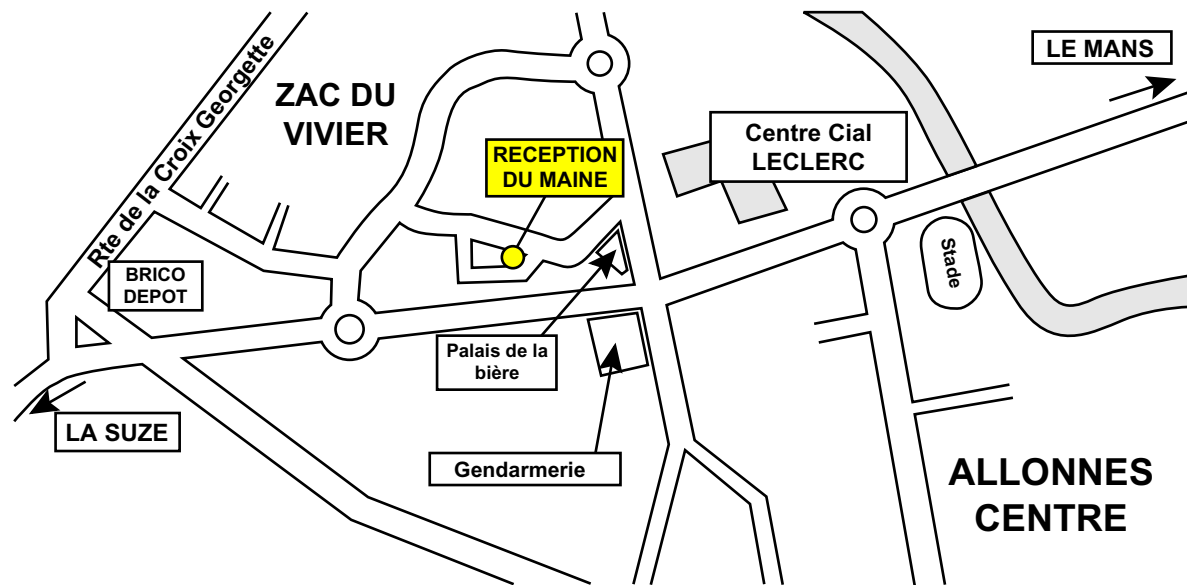 LE MANS
Rte de la Croix Georgette
ZAC DU
VIVIER
Centre Cial
LECLERC
RECEPTION
DU MAINE
Stade
BRICO
DEPOT
Palais de la
bière
LA SUZE
Gendarmerie
ALLONNES
CENTRE